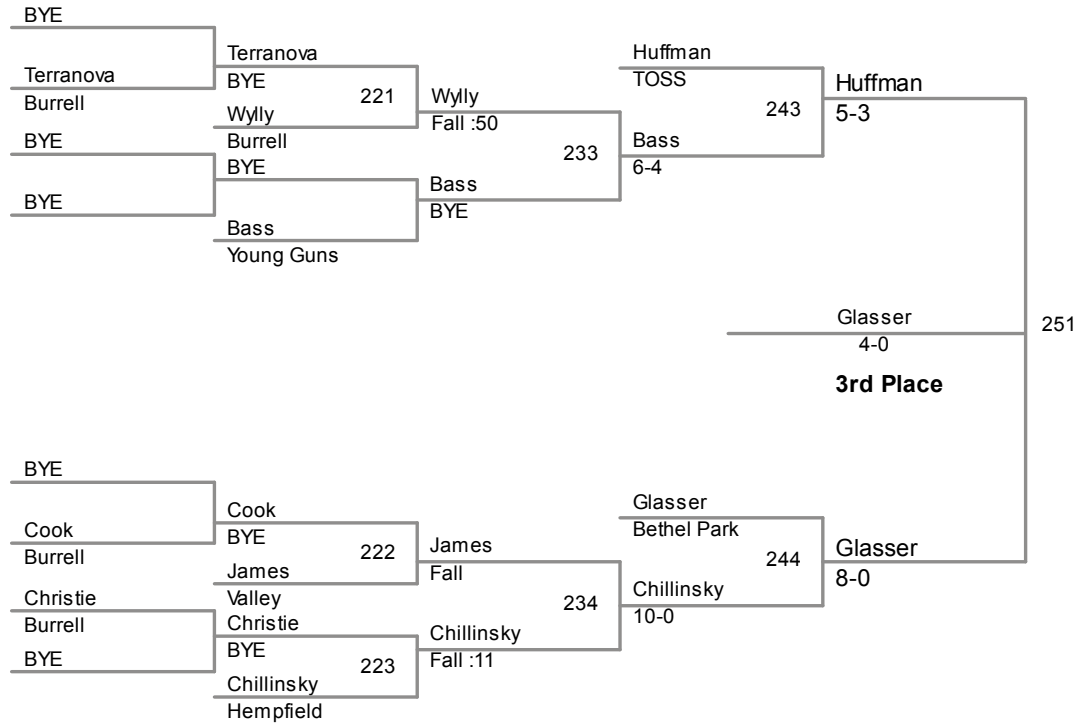 BYE
Terranova
Burrell
BYE
BYE
Terranova
BYE
221
Wylly
Burrell
BYE
Bass
Young Guns
Wylly
Fall :50
233
Bass
BYE
Huffman
TOSS
243
Bass
6-4
Huffman
5-3
Glasser
4-0
3rd Place
251
BYE
Cook
Burrell
Christie
Burrell
BYE
Cook
BYE
222
James
Valley
Christie
BYE
223
Chillinsky
Hempfield
James
Fall
234
Chillinsky
Fall :11
Glasser
Bethel Park
244
Chillinsky
10-0
Glasser
8-0